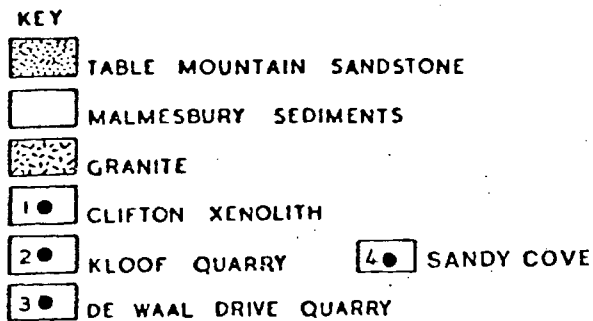 KEY
TABLE MOUNTAIN SANDSTONE
MALMESBURY SEDIMENTS
GRANITE
1 CLIFTON XENOLITH
2 KLOOF QUARRY 4 SANDY COVE
3 DE WAAL DRIVE QUARRY